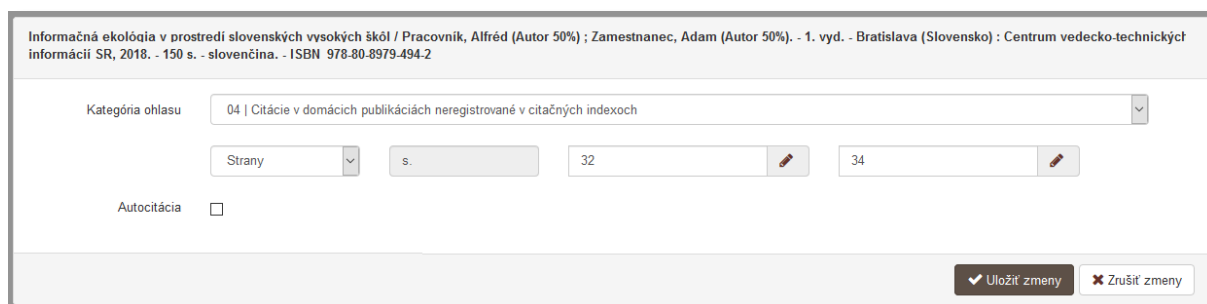 Informačná ekológia v prostredí slovenských vysokých škôl / Pracovník, Alfréd (Autor 50%) ; Zamestnanec, Adam (Autor 50%). - 1. vyd. - Bratislava (Slovensko) : Centrum vedecko-technických
informácií SR, 2018. - 150 s. - slovenčina. - ISBN 978-80-8979-494-2
Kategória ohlasu 04 | Citácie v domácich publikáciách neregistrované v citačných indexoch
Strany s. 32 34
Autocitácia
Uložiť zmeny Zrušiť zmeny